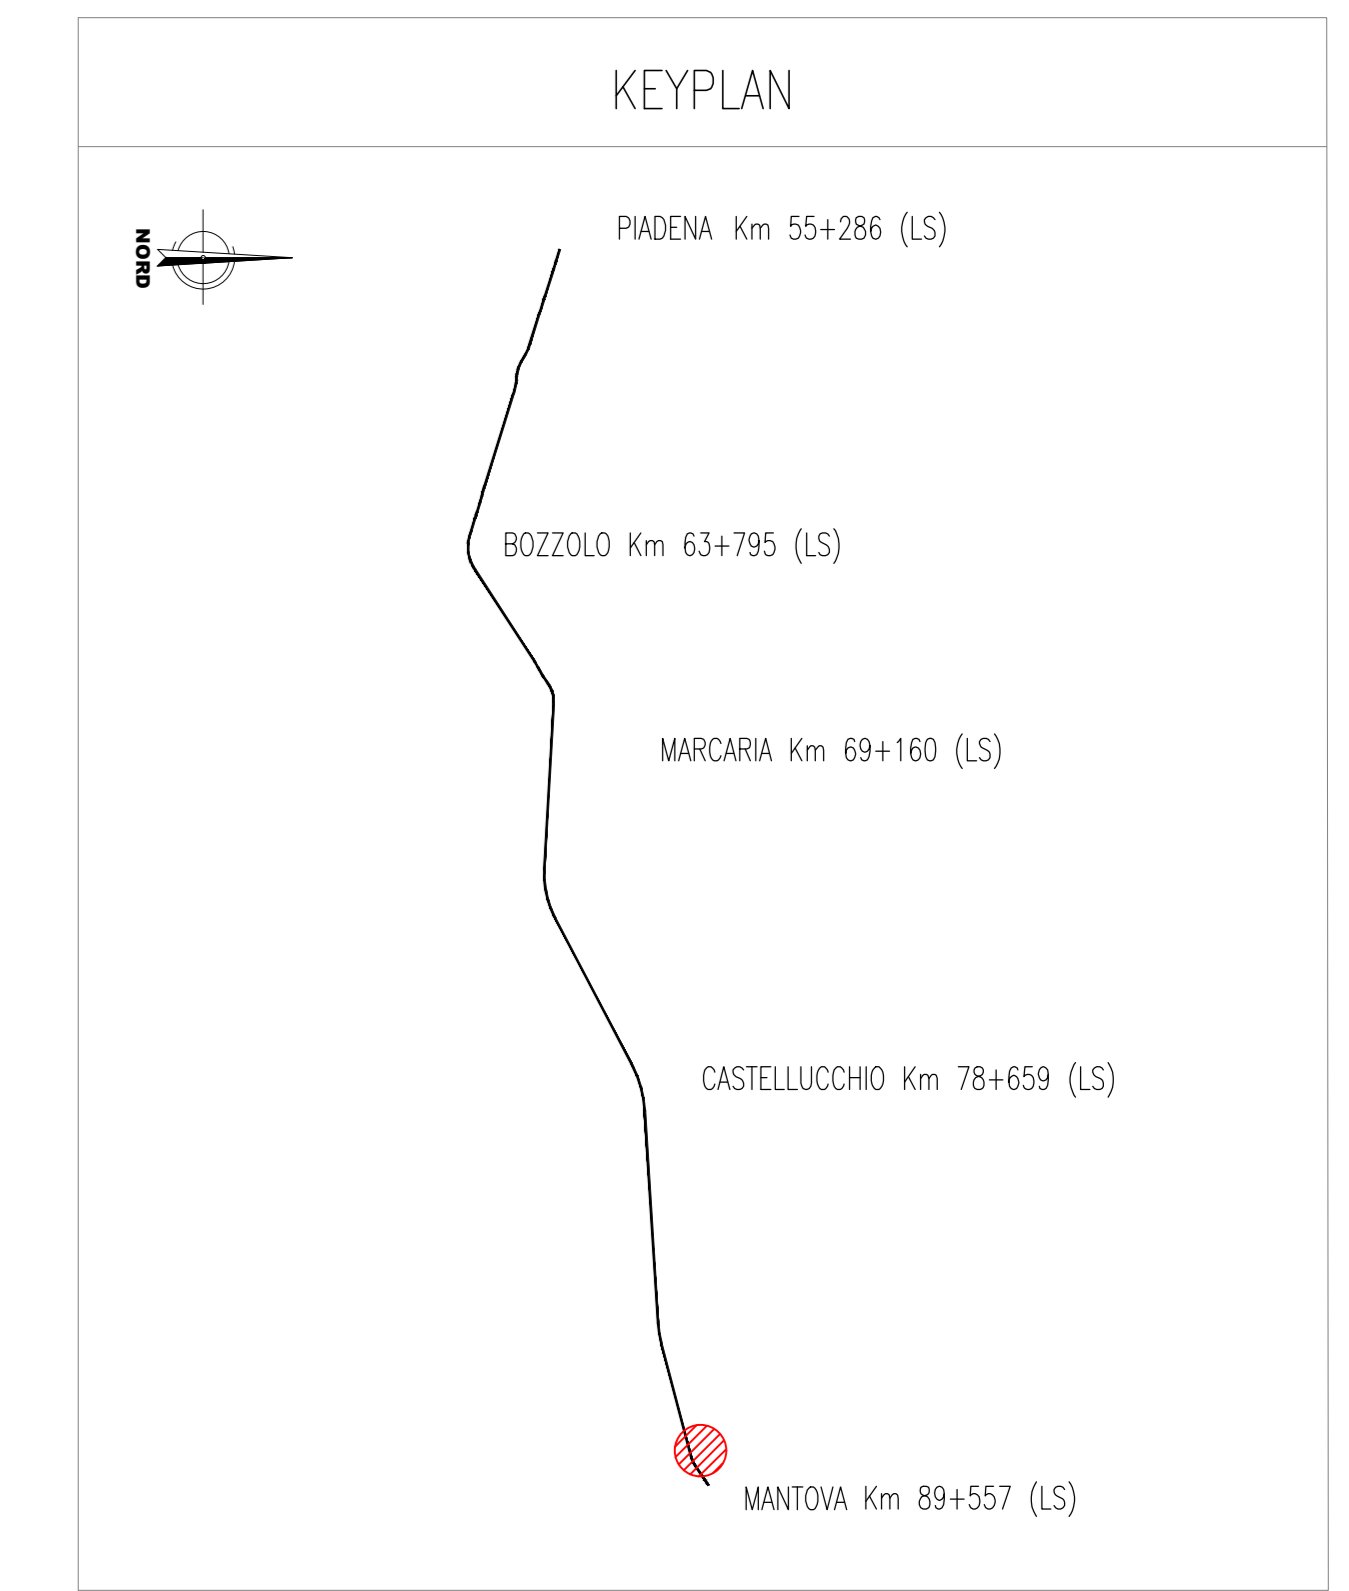 KEYPLAN
NORD
PIADENA Km 55+286 (LS)
BOZZOLO Km 63+795 (LS)
MARCARIA Km 69+160 (LS)
CASTELLUCCHIO Km 78+659 (LS)
MANTOVA Km 89+557 (LS)